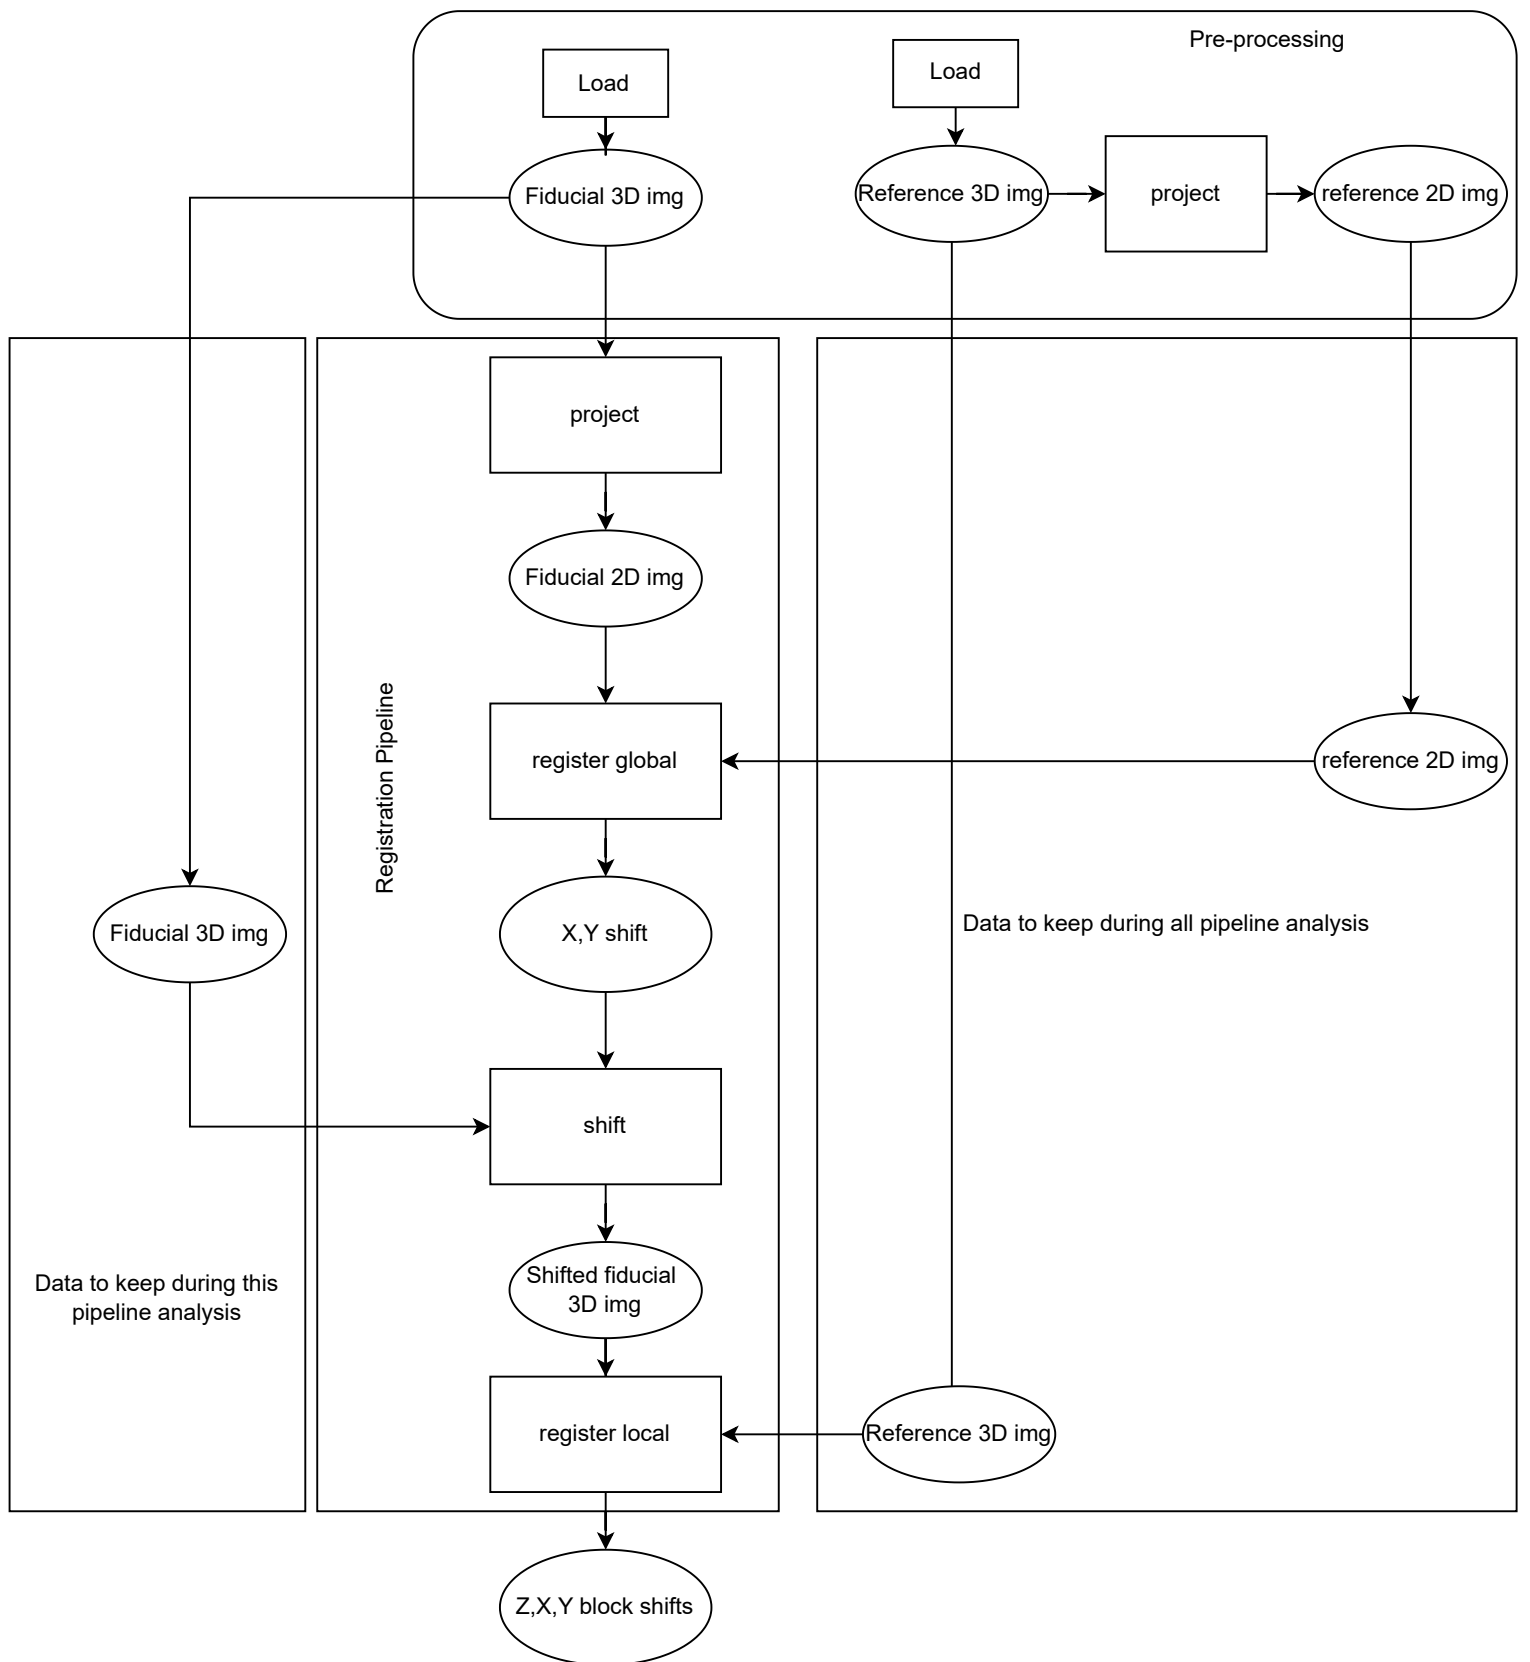 Pre-processing
Load
Load
Fiducial 3D img
Reference 3D img
project
reference 2D img
project
Fiducial 2D img
Registration Pipeline
register global
reference 2D img
Fiducial 3D img
X,Y shift
Data to keep during all pipeline analysis
shift
Data to keep during this
pipeline analysis
Shifted fiducial
3D img
register local
Reference 3D img
Z,X,Y block shifts